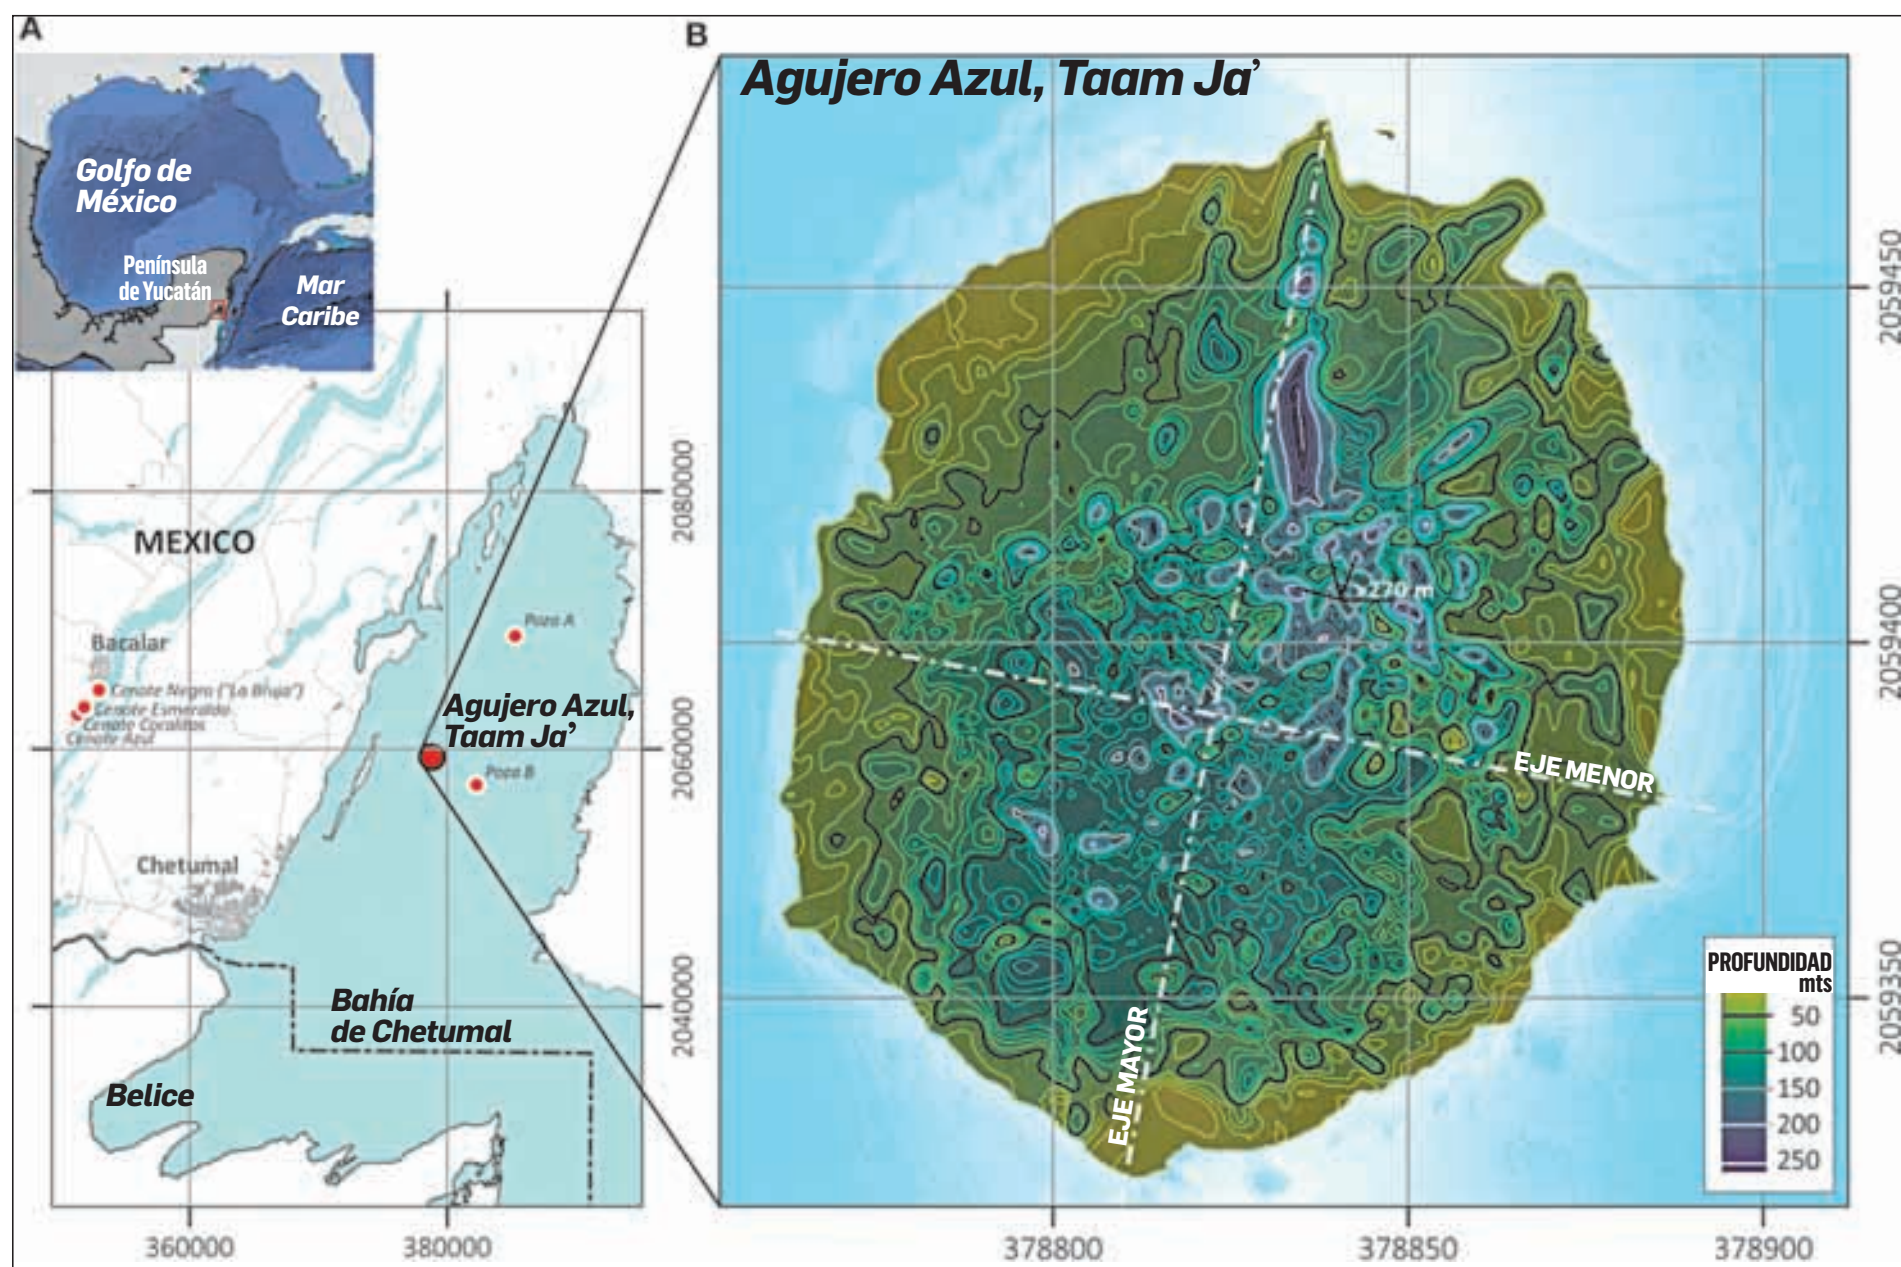 A
Golfo de
México
Península
de Yucatán
Mar
Caribe
MEXICO
Bacalar
Cenote Negro ("La Bruja")
Cenote Esmeralda
Cenote Cocalitos
Cenote Azul
Poza A
Agujero Azul,
Taam Ja’
Poza B
Chetumal
Bahía
de Chetumal
Belice
2080000
2060000
2040000
360000
380000
B
Agujero Azul, Taam Ja’
270 m
EJE MENOR
EJE MAYOR
PROFUNDIDAD
mts
50
100
150
200
250
2059450
2059400
2059350
378800
378850
378900